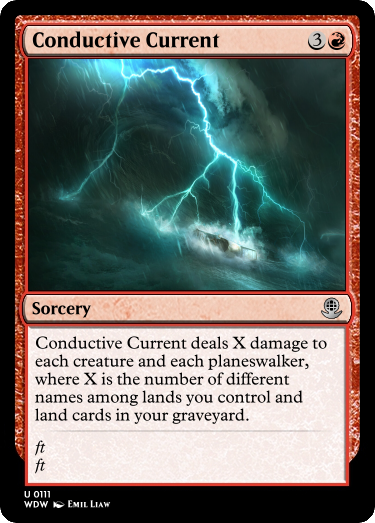 Conductive Current 3
Sorcery
Conductive Current deals X damage to
each creature and each planeswalker,
where X is the number of different
names among lands you control and
land cards in your graveyard.
ft
ft
U 0111
WDW Emil Liaw